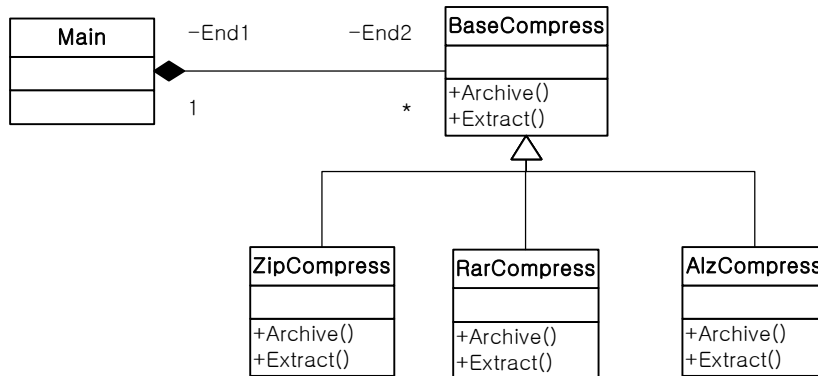 Main
-End1
-End2
1
*
BaseCompress
+Archive()
+Extract()
ZipCompress
+Archive()
+Extract()
RarCompress
+Archive()
+Extract()
AlzCompress
+Archive()
+Extract()